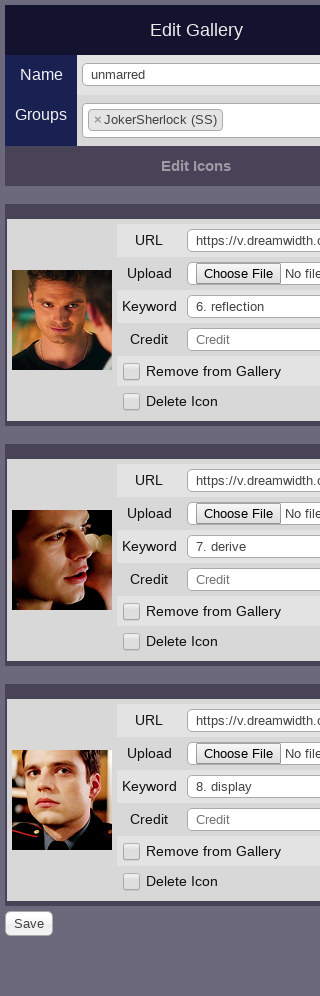 Edit Gallery
Name unmarred
Groups ×JokerSherlock (SS)
Edit Icons
URL https://v.dreamwidth.
Upload Choose File No file
Keyword 6. reflection
Credit Credit
Remove from Gallery
Delete Icon
URL https://v.dreamwidth.
Upload Choose File No file
Keyword 7. derive
Credit Credit
Remove from Gallery
Delete Icon
URL https://v.dreamwidth.
Upload Choose File No file
Keyword 8. display
Credit Credit
Remove from Gallery
Delete Icon
Save